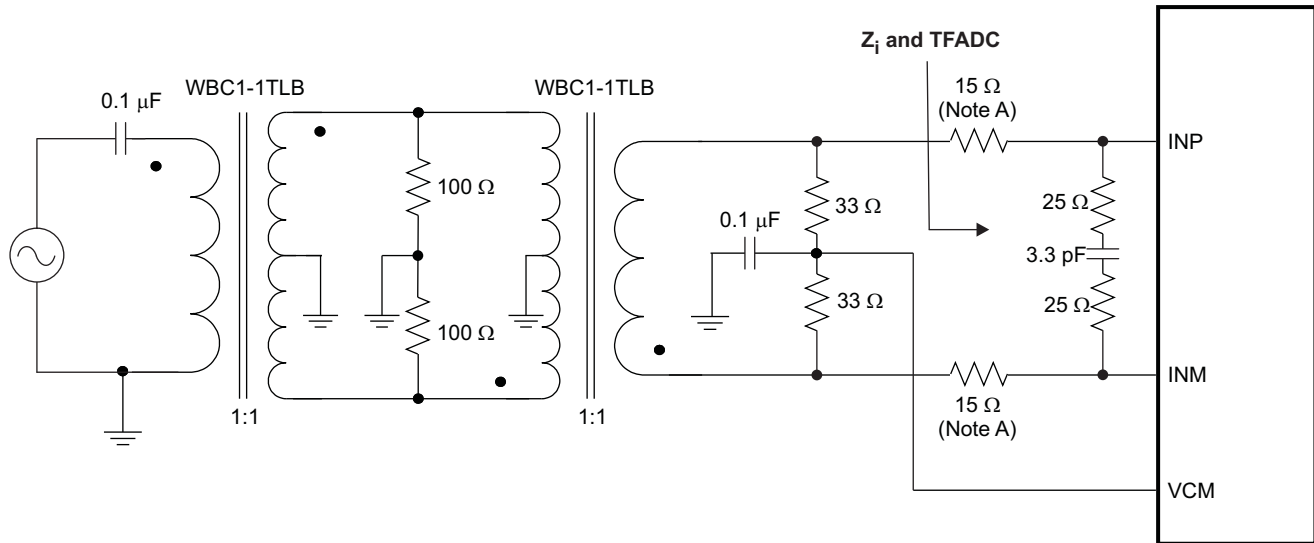 Zi and TFADC
0.1 μF
WBC1-1TLB
WBC1-1TLB
15 Ω
(Note A)
INP
100 Ω
33 Ω
25 Ω
0.1 μF
3.3 pF
33 Ω
25 Ω
100 Ω
INM
1:1
1:1
15 Ω
(Note A)
VCM